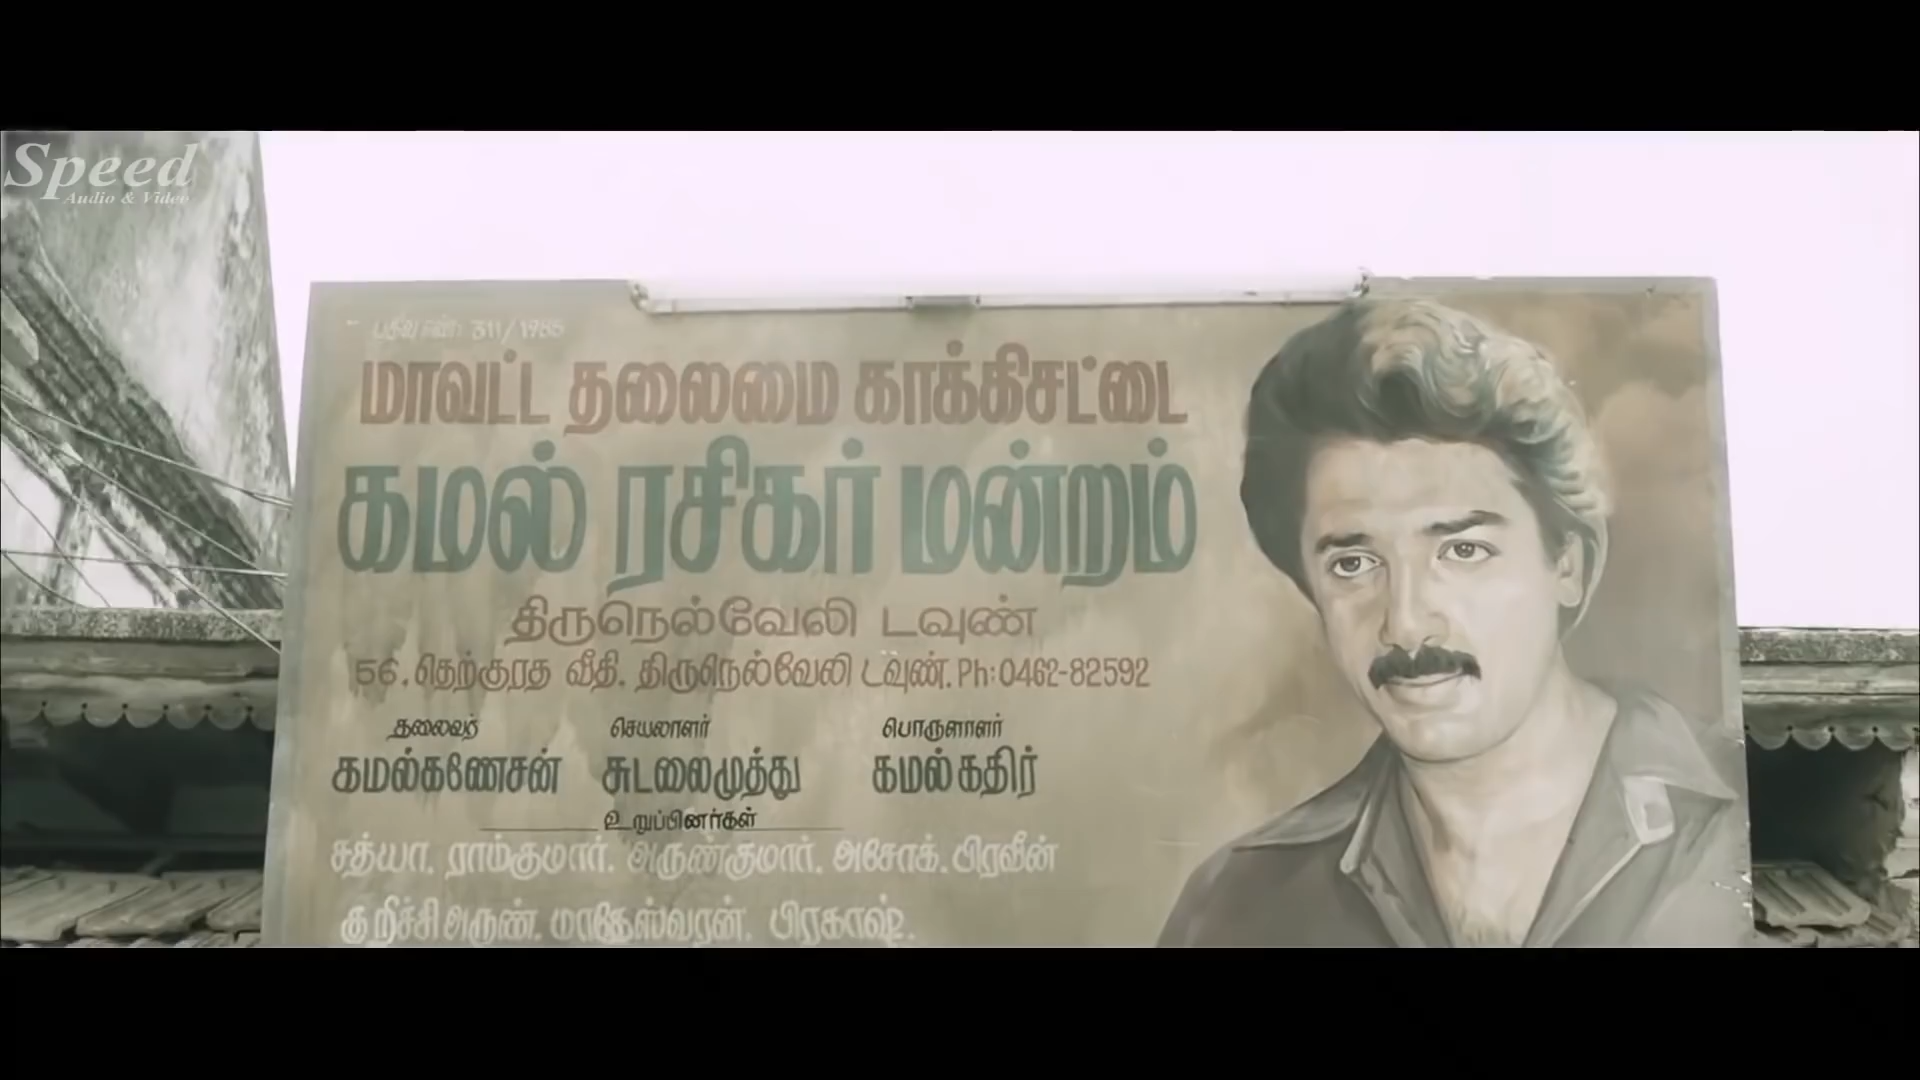 Speed
Audio & Video
பதிவு எண் 311/1985
மாவட்ட தலைமை காக்கிசட்டை
கமல் ரசிகர் மன்றம்
திருநெல்வேலி டவுண்
56, தெற்குரத வீதி, திருநெல்வேலி டவுண். Ph: 0462-82592
தலைவர் செயலாளர் பொருளாளர்
கமல்கணேசன் சுடலைமுத்து கமல்கதிர்
உறுப்பினர்கள்
சத்யா, ராம்குமார், அருண்குமார், அசோக், பிரவீன்
குறிச்சி அருண், மாகேஸ்வரன், பிரகாஷ்.